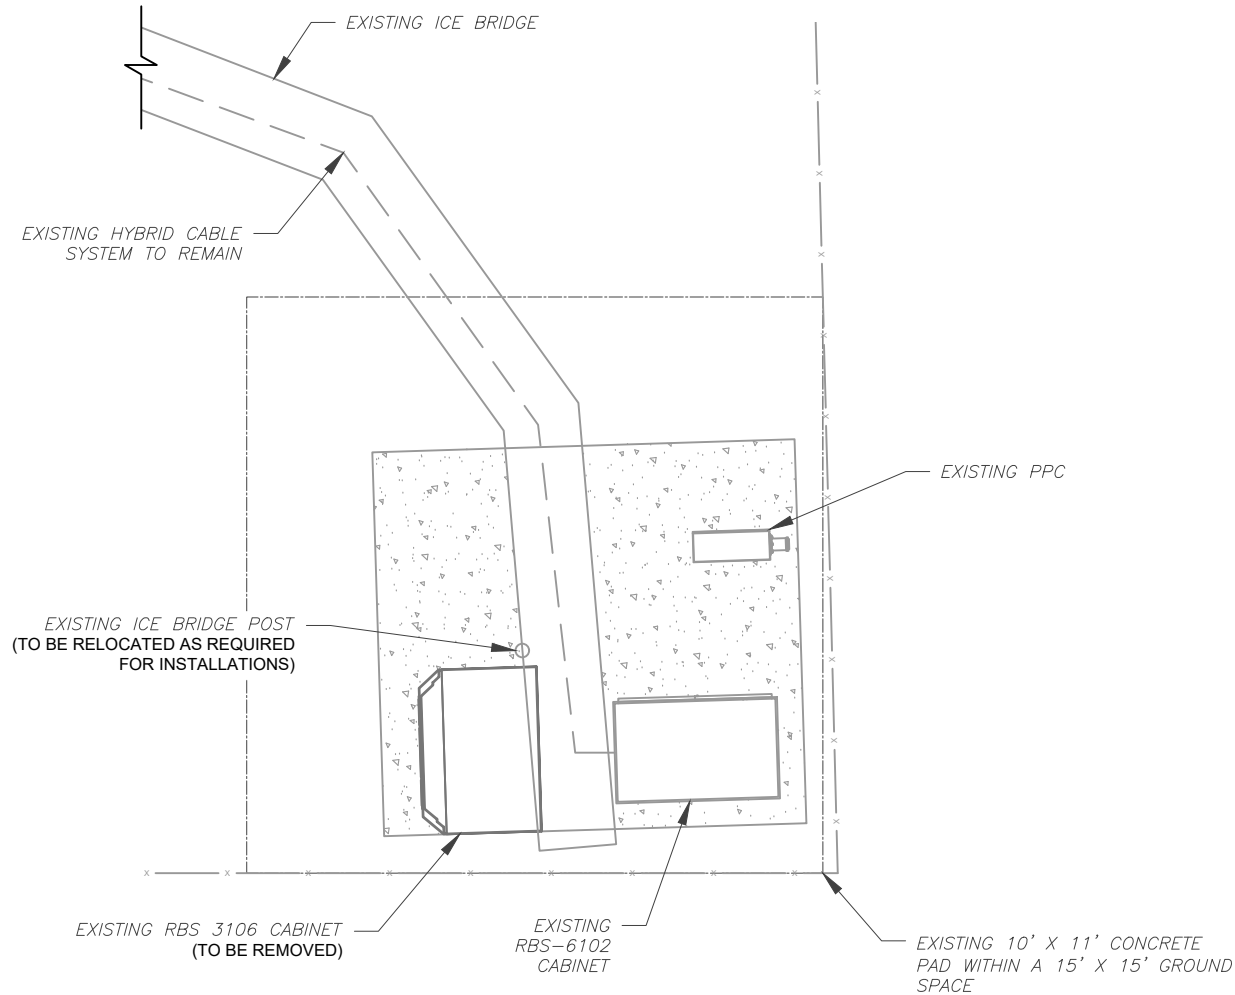 EXISTING ICE BRIDGE
EXISTING HYBRID CABLE
SYSTEM TO REMAIN
EXISTING PPC
EXISTING ICE BRIDGE POST
(TO BE RELOCATED AS REQUIRED
FOR INSTALLATIONS)
EXISTING RBS 3106 CABINET
(TO BE REMOVED)
EXISTING
RBS-6102
CABINET
EXISTING 10' X 11' CONCRETE
PAD WITHIN A 15' X 15' GROUND
SPACE